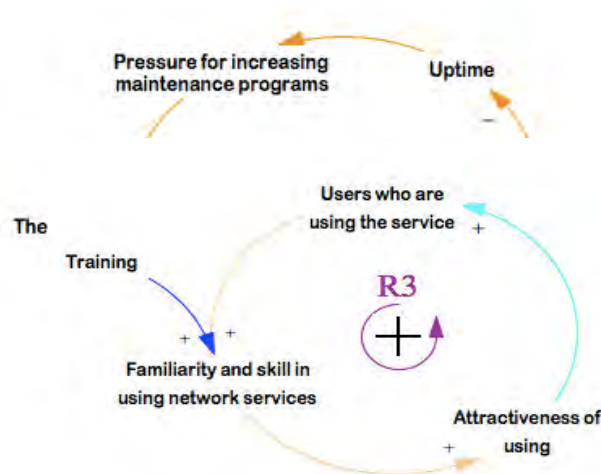 Pressure for increasing
maintenance programs
Uptime
−
Users who are
using the service
+
The
Training
R3
+
+ +
Familiarity and skill in
using network services
Attractiveness of
using
+